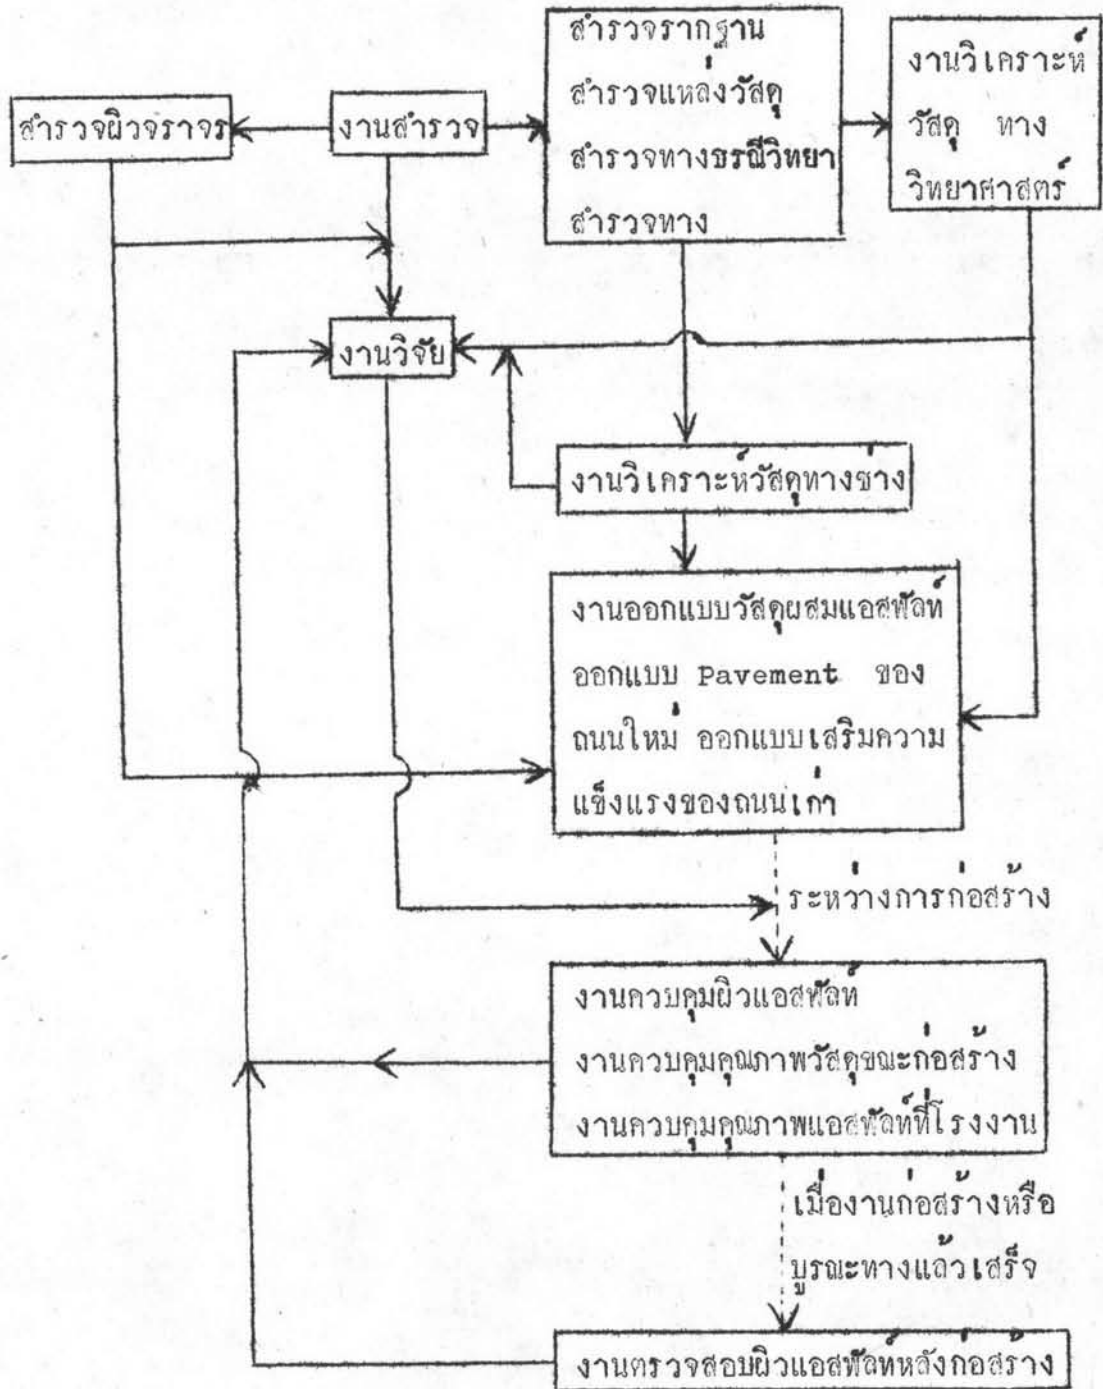 สำรวจรากฐาน
สำรวจแหล่งวัสดุ
สำรวจทางธรณีวิทยา
สำรวจทาง
งานวิเคราะห์
วัสดุ ทาง
วิทยาศาสตร์
สำรวจผิวจราจร
งานสำรวจ
งานวิจัย
งานวิเคราะห์วัสดุทางช่าง
งานออกแบบวัสดุผสมแอสฟัลท์
ออกแบบ Pavement ของ
ถนนใหม่ ออกแบบเสริมความ
แข็งแรงของถนนเก่า
ระหว่างการก่อสร้าง
งานควบคุมผิวแอสฟัลท์
งานควบคุมคุณภาพวัสดุขณะก่อสร้าง
งานควบคุมคุณภาพแอสฟัลท์ที่โรงงาน
เมื่องานก่อสร้างหรือ
บูรณะทางแล้วเสร็จ
งานตรวจสอบผิวแอสฟัลท์หลังก่อสร้าง